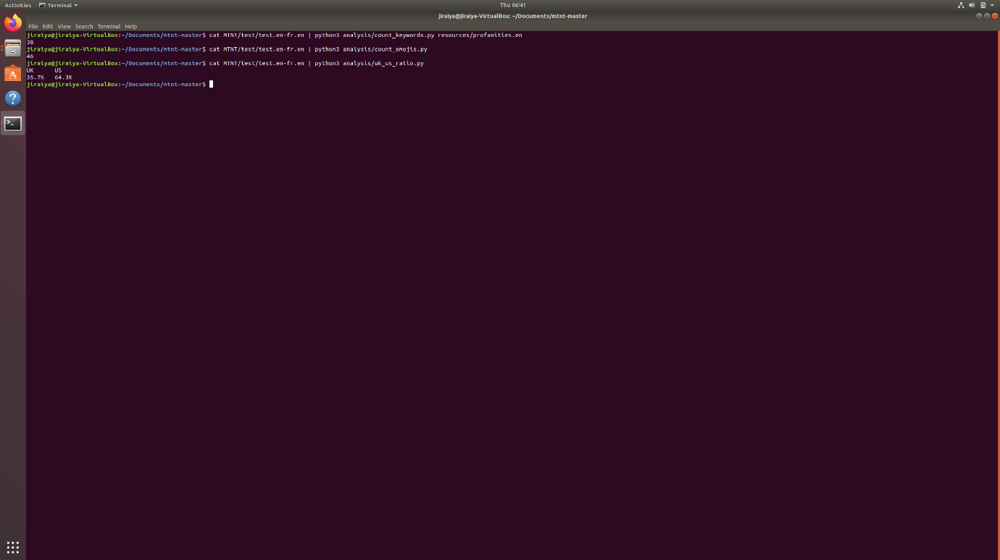 Activities Terminal Thu 06:41
jiraiya@jiraiya-VirtualBox: ~/Documents/mtnt-master
File Edit View Search Terminal Help
jiraiya@jiraiya-VirtualBox:~/Documents/mtnt-master$ cat MTNT/test/test.en-fr.en | python3 analysis/count_keywords.py resources/profanities.en
38
jiraiya@jiraiya-VirtualBox:~/Documents/mtnt-master$ cat MTNT/test/test.en-fr.en | python3 analysis/count_emojis.py
46
jiraiya@jiraiya-VirtualBox:~/Documents/mtnt-master$ cat MTNT/test/test.en-fr.en | python3 analysis/uk_us_ratio.py
UK US
35.7% 64.3%
jiraiya@jiraiya-VirtualBox:~/Documents/mtnt-master$